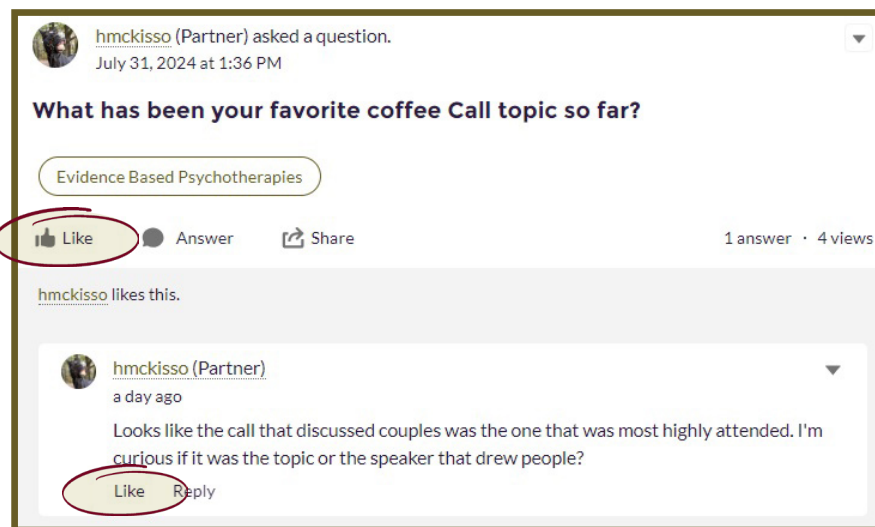 hmckisso (Partner) asked a question.
July 31, 2024 at 1:36 PM
What has been your favorite coffee Call topic so far?
Evidence Based Psychotherapies
Like Answer Share 1 answer · 4 views
hmckisso likes this.
hmckisso (Partner)
a day ago
Looks like the call that discussed couples was the one that was most highly attended. I'm
curious if it was the topic or the speaker that drew people?
Like Reply